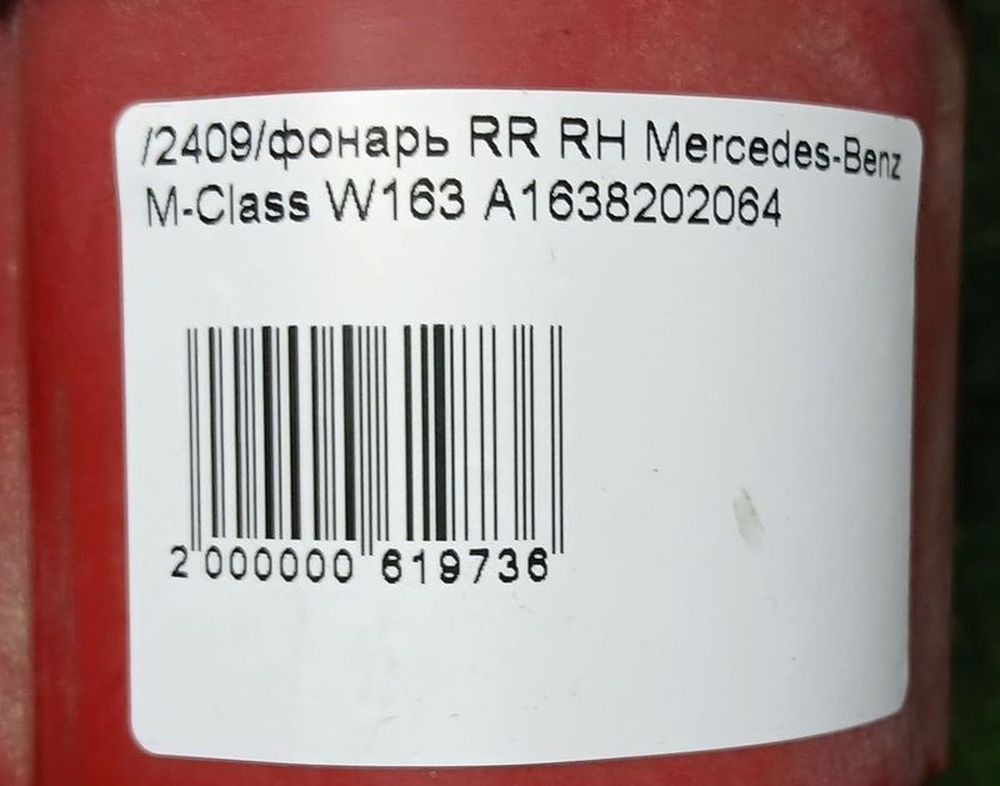 /2409/фонарь RR RH Mercedes-Benz
M-Class W163 A1638202064
2 000000 619736